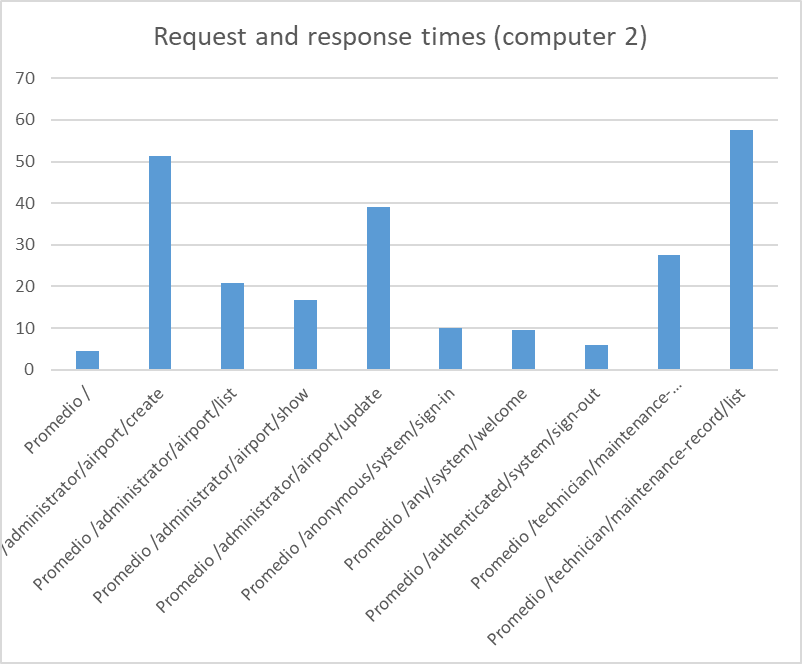 Request and response times (computer 2)
70
60
50
40
30
20
10
0
Promedio /
/administrator/airport/create
Promedio /administrator/airport/list
Promedio /administrator/airport/show
Promedio /administrator/airport/update
Promedio /anonymous/system/sign-in
Promedio /any/system/welcome
Promedio /authenticated/system/sign-out
Promedio /technician/maintenance-...
Promedio /technician/maintenance-record/list